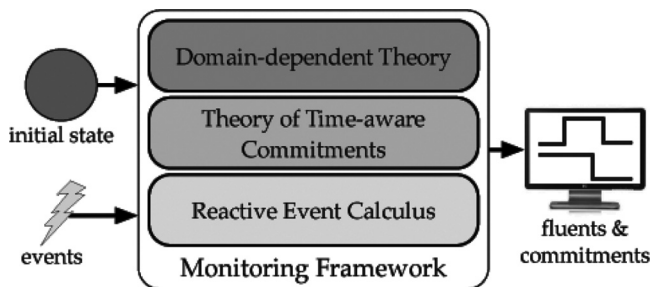 Domain-dependent Theory
initial state
Theory of Time-aware
Commitments
Reactive Event Calculus
events
Monitoring Framework
fluents &
commitments